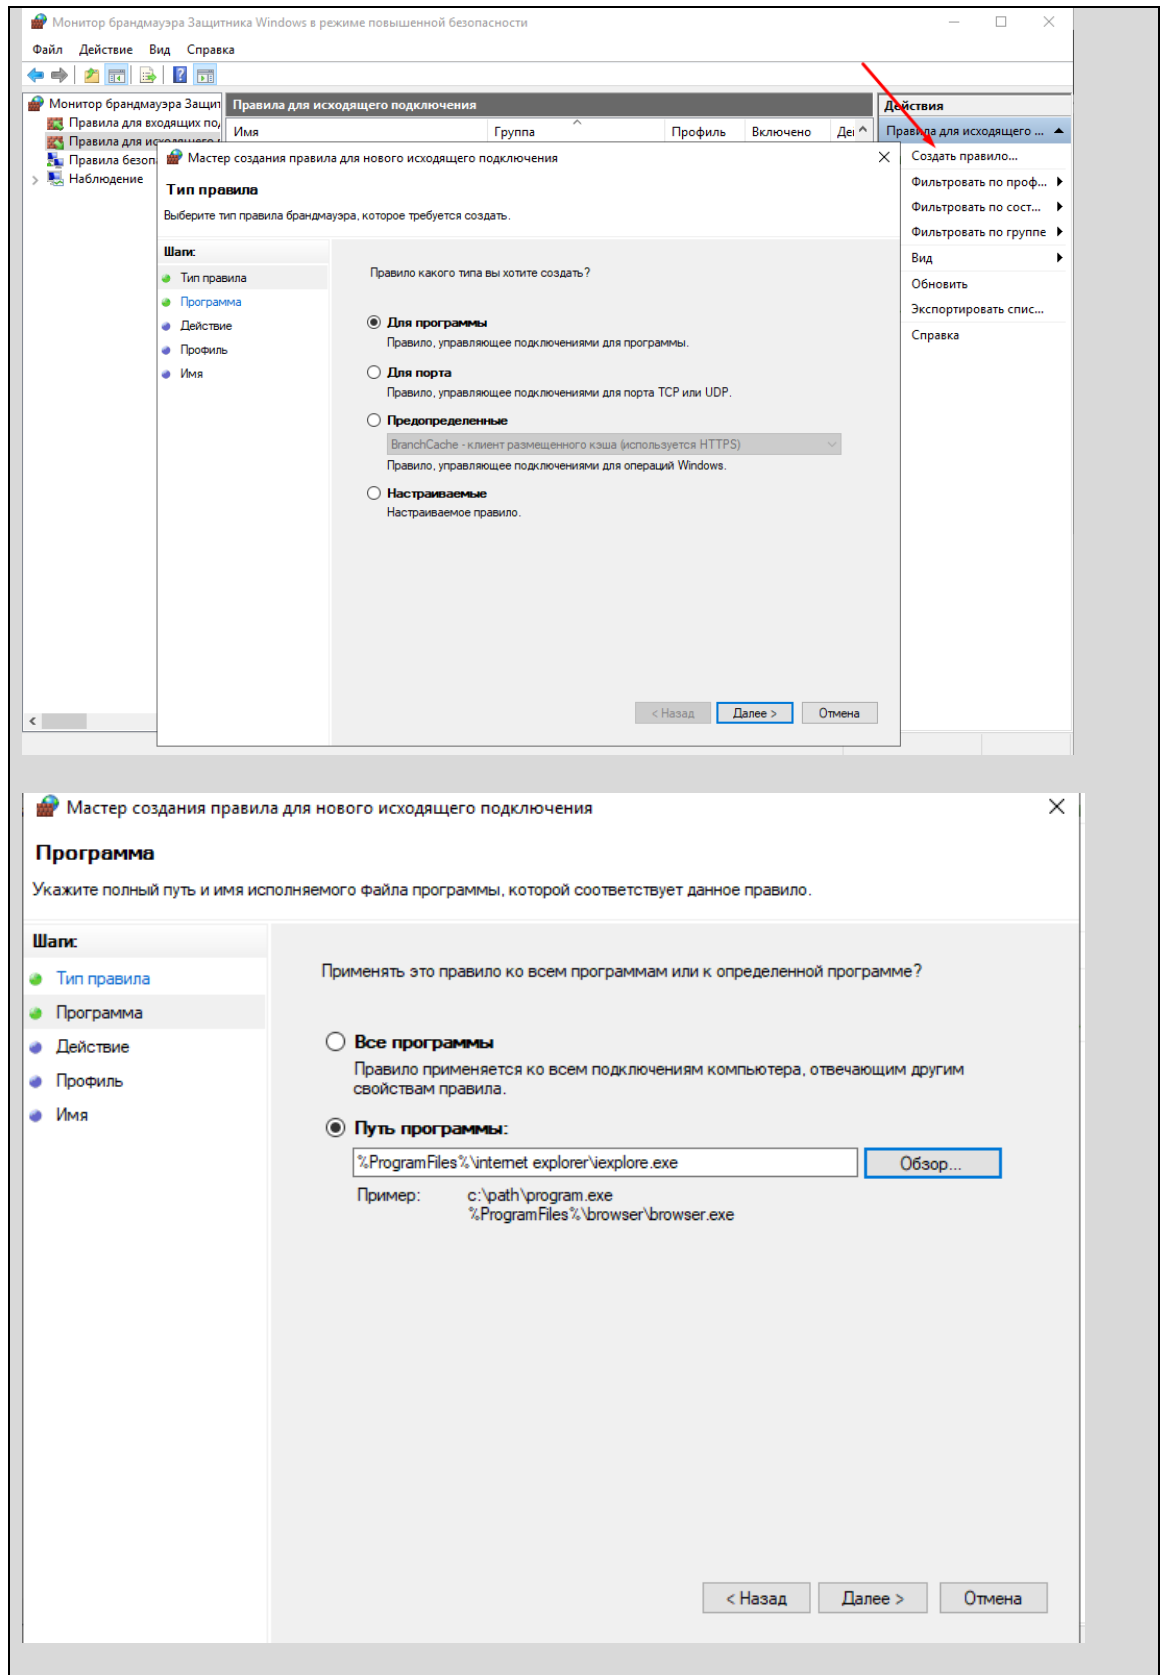 Монитор брандмауэра Защитника Windows в режиме повышенной безопасности
Файл Действие Вид Справка
Монитор брандмауэра Защит
Правила для входящих по
Правила для исходящего
Правила безоп
Наблюдение
Правила для исходящего подключения
Имя Группа Профиль Включено Де
Действия
Правила для исходящего ...
Создать правило...
Фильтровать по проф...
Фильтровать по сост...
Фильтровать по группе
Вид
Обновить
Экспортировать спис...
Справка
Мастер создания правила для нового исходящего подключения
Тип правила
Выберите тип правила брандмауэра, которое требуется создать.
Шаги:
Тип правила
Программа
Действие
Профиль
Имя
Правило какого типа вы хотите создать?
Для программы
Правило, управляющее подключениями для программы.
Для порта
Правило, управляющее подключениями для порта TCP или UDP.
Предопределенные
BranchCache - клиент размещенного кэша (используется HTTPS)
Правило, управляющее подключениями для операций Windows.
Настраиваемые
Настраиваемое правило.
< Назад Далее > Отмена
Мастер создания правила для нового исходящего подключения
Программа
Укажите полный путь и имя исполняемого файла программы, которой соответствует данное правило.
Шаги:
Тип правила
Программа
Действие
Профиль
Имя
Применять это правило ко всем программам или к определенной программе?
Все программы
Правило применяется ко всем подключениям компьютера, отвечающим другим
свойствам правила.
Путь программы:
%ProgramFiles%\internet explorer\iexplore.exe Обзор...
Пример: c:\path\program.exe
%ProgramFiles%\browser\browser.exe
< Назад Далее > Отмена